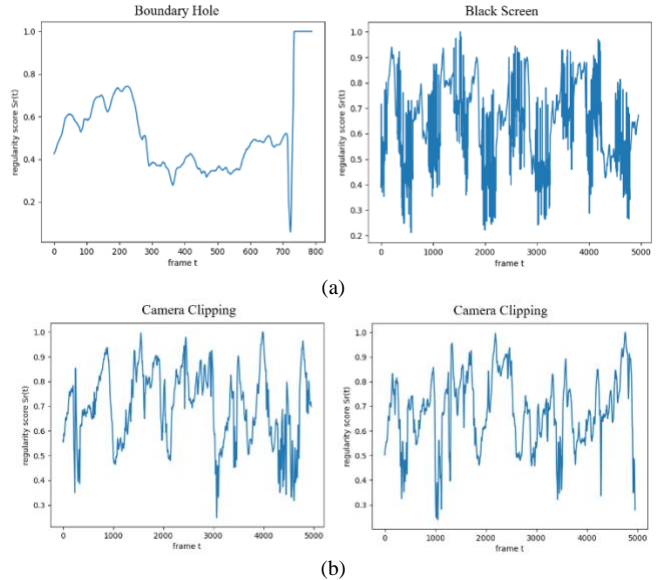 Boundary Hole
Black Screen
1.0
0.8
0.6
0.4
0.2
regularity score Sr(t)
0 100 200 300 400 500 600 700 800
frame t
1.0
0.9
0.8
0.7
0.6
0.5
0.4
0.3
0.2
regularity score Sr(t)
0 1000 2000 3000 4000 5000
frame t
(a)
Camera Clipping
Camera Clipping
1.0
0.9
0.8
0.7
0.6
0.5
0.4
0.3
regularity score Sr(t)
0 1000 2000 3000 4000 5000
frame t
1.0
0.9
0.8
0.7
0.6
0.5
0.4
0.3
regularity score Sr(t)
0 1000 2000 3000 4000 5000
frame t
(b)